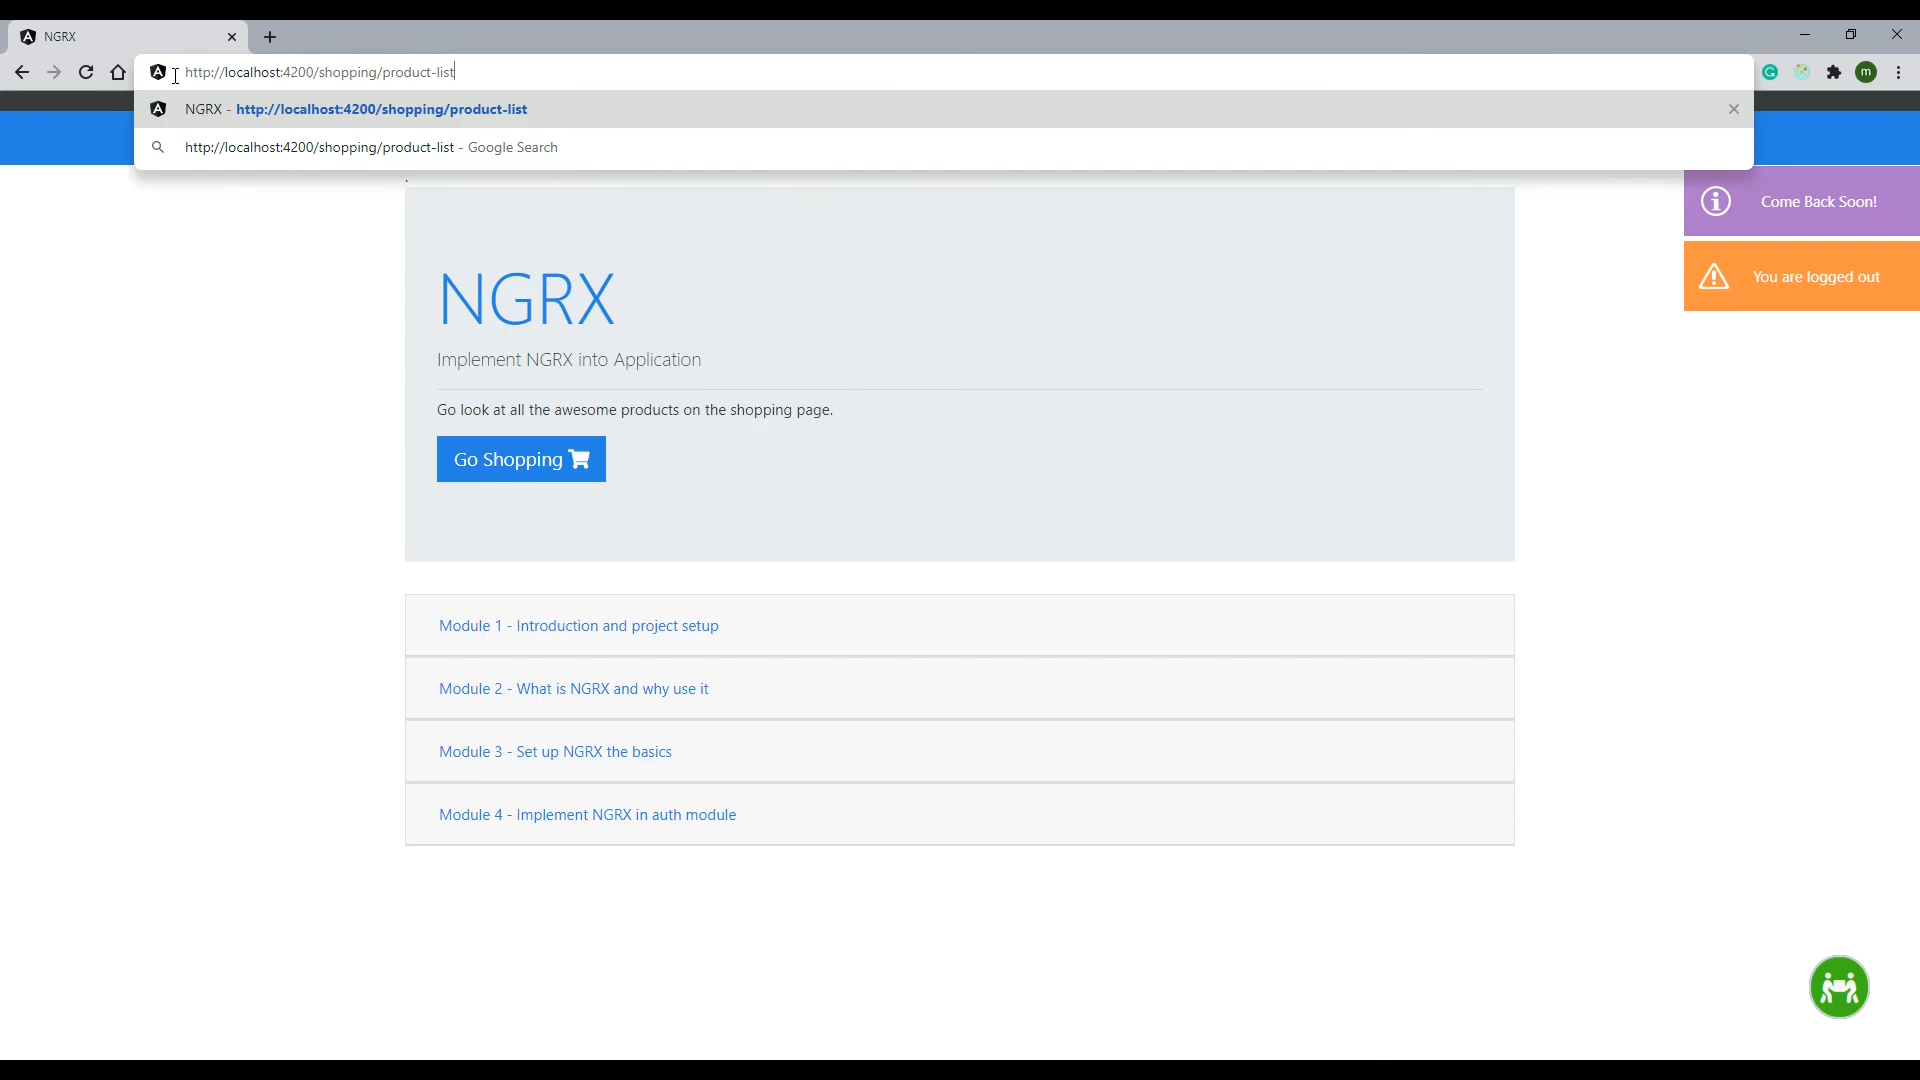 NGRX
http://localhost:4200/shopping/product-list
NGRX - http://localhost:4200/shopping/product-list
http://localhost:4200/shopping/product-list - Google Search
m
Come Back Soon!
You are logged out
NGRX
Implement NGRX into Application
Go look at all the awesome products on the shopping page.
Go Shopping
Module 1 - Introduction and project setup
Module 2 - What is NGRX and why use it
Module 3 - Set up NGRX the basics
Module 4 - Implement NGRX in auth module